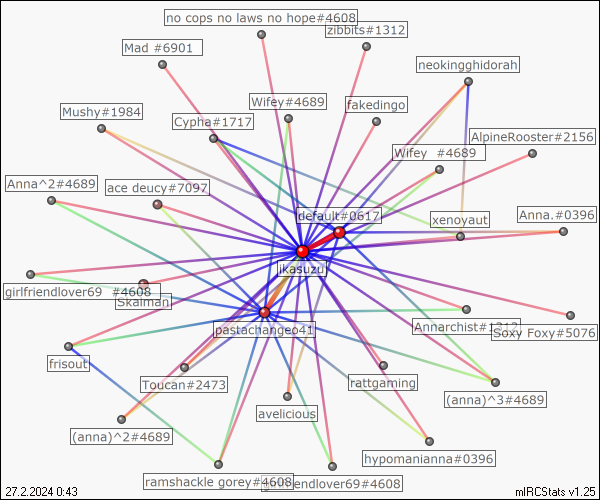 no cops no laws no hope#4608
zibbits#1312
Mad #6901
neokingghidorah
Wifey#4689
fakedingo
Mushy#1984
Cypha#1717
AlpineRooster#2156
Wifey #4689
Anna^2#4689
ace deucy#7097
default#0617
Anna.#0396
xenoyaut
ikasuzu
girlfriendlover69 #4608
Skaiman
pastachange041
Annarchist#1312
Soxy Foxy#5076
frisout
Toucan#2473
rattgaming
(anna)^3#4689
avelicious
(anna)^2#4689
hypomanianna#0396
ramshackle gorey#4608
girlfriendlover69#4608
27.2.2024 0:43
mIRCStats v1.25